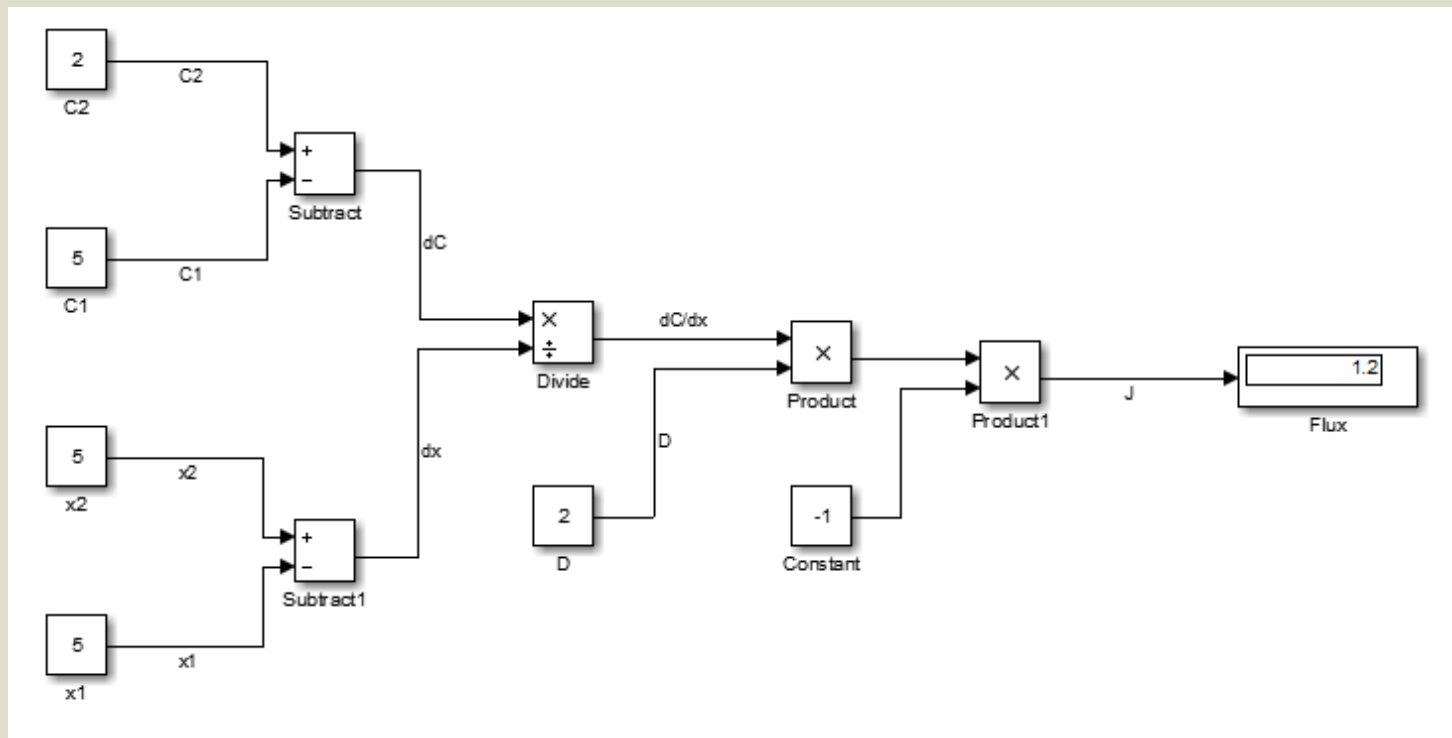 2
C2
C2
+
−
Subtract
5
C1
C1
dC
×
÷
Divide
dC/dx
×
Product
×
Product1
J
1.2
Flux
5
x2
x2
dx
D
2
D
-1
Constant
+
−
Subtract1
5
x1
x1